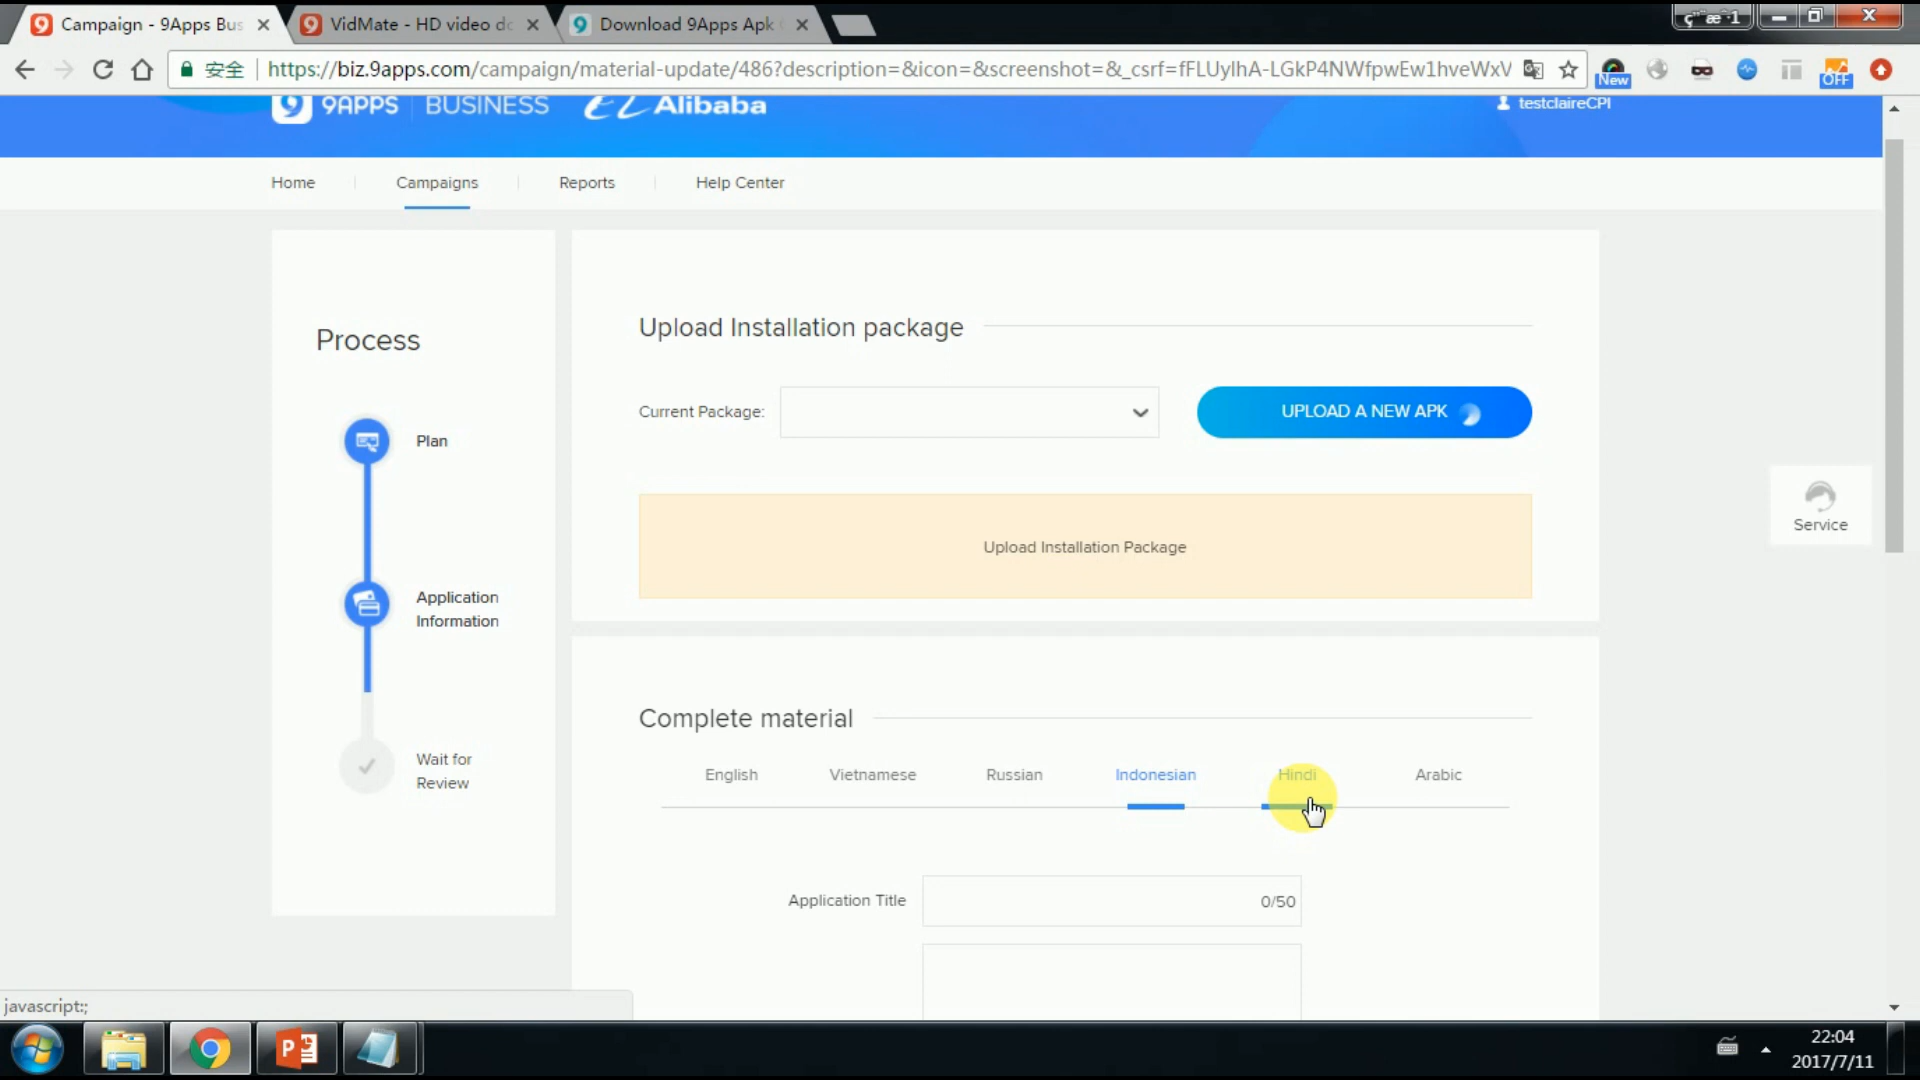 Campaign - 9Apps Bus
VidMate - HD video do
Download 9Apps Apk
安全
https://biz.9apps.com/campaign/material-update/486?description=&icon=&screenshot=&_csrf=fFLUylhA-LGkP4NWfpwEw1hveWxV
New
OFF
9APPS BUSINESS Alibaba
testclaireCPI
Home
Campaigns
Reports
Help Center
Process
Plan
Application
Information
Wait for
Review
Upload Installation package
Current Package:
UPLOAD A NEW APK
Upload Installation Package
Service
Complete material
English
Vietnamese
Russian
Indonesian
Hindi
Arabic
Application Title
0/50
javascript:;
22:04
2017/7/11